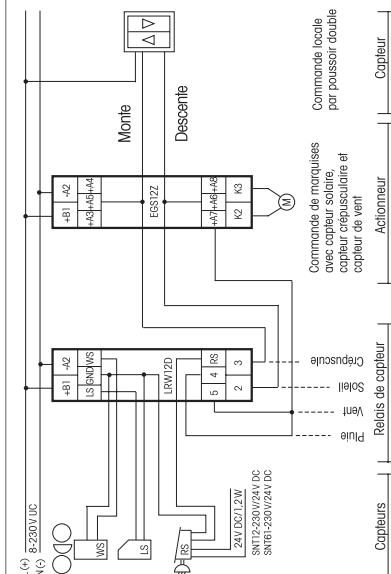 L(+)
N(-)
8-230V UC
Monte
Descente
+B1
-A2
+A3
+A5
+A4
EGS12Z
+A7
+A6
+A8
K2
K3
M
+B1
-A2
LS
GND
WS
LRW12D
5
4
RS
2
3
WS
LS
RS
24V DC/1,2W
SNT12-230V/24V DC
SNT61-230V/24V DC
Pluie
Vent
Soleil
Crépuscule
Commande locale
par poussoir double
Commande de marquises
avec capteur solaire,
capteur crépusculaire et
capteur de vent
Capteurs
Relais de capteur
Actionneur
Capteur